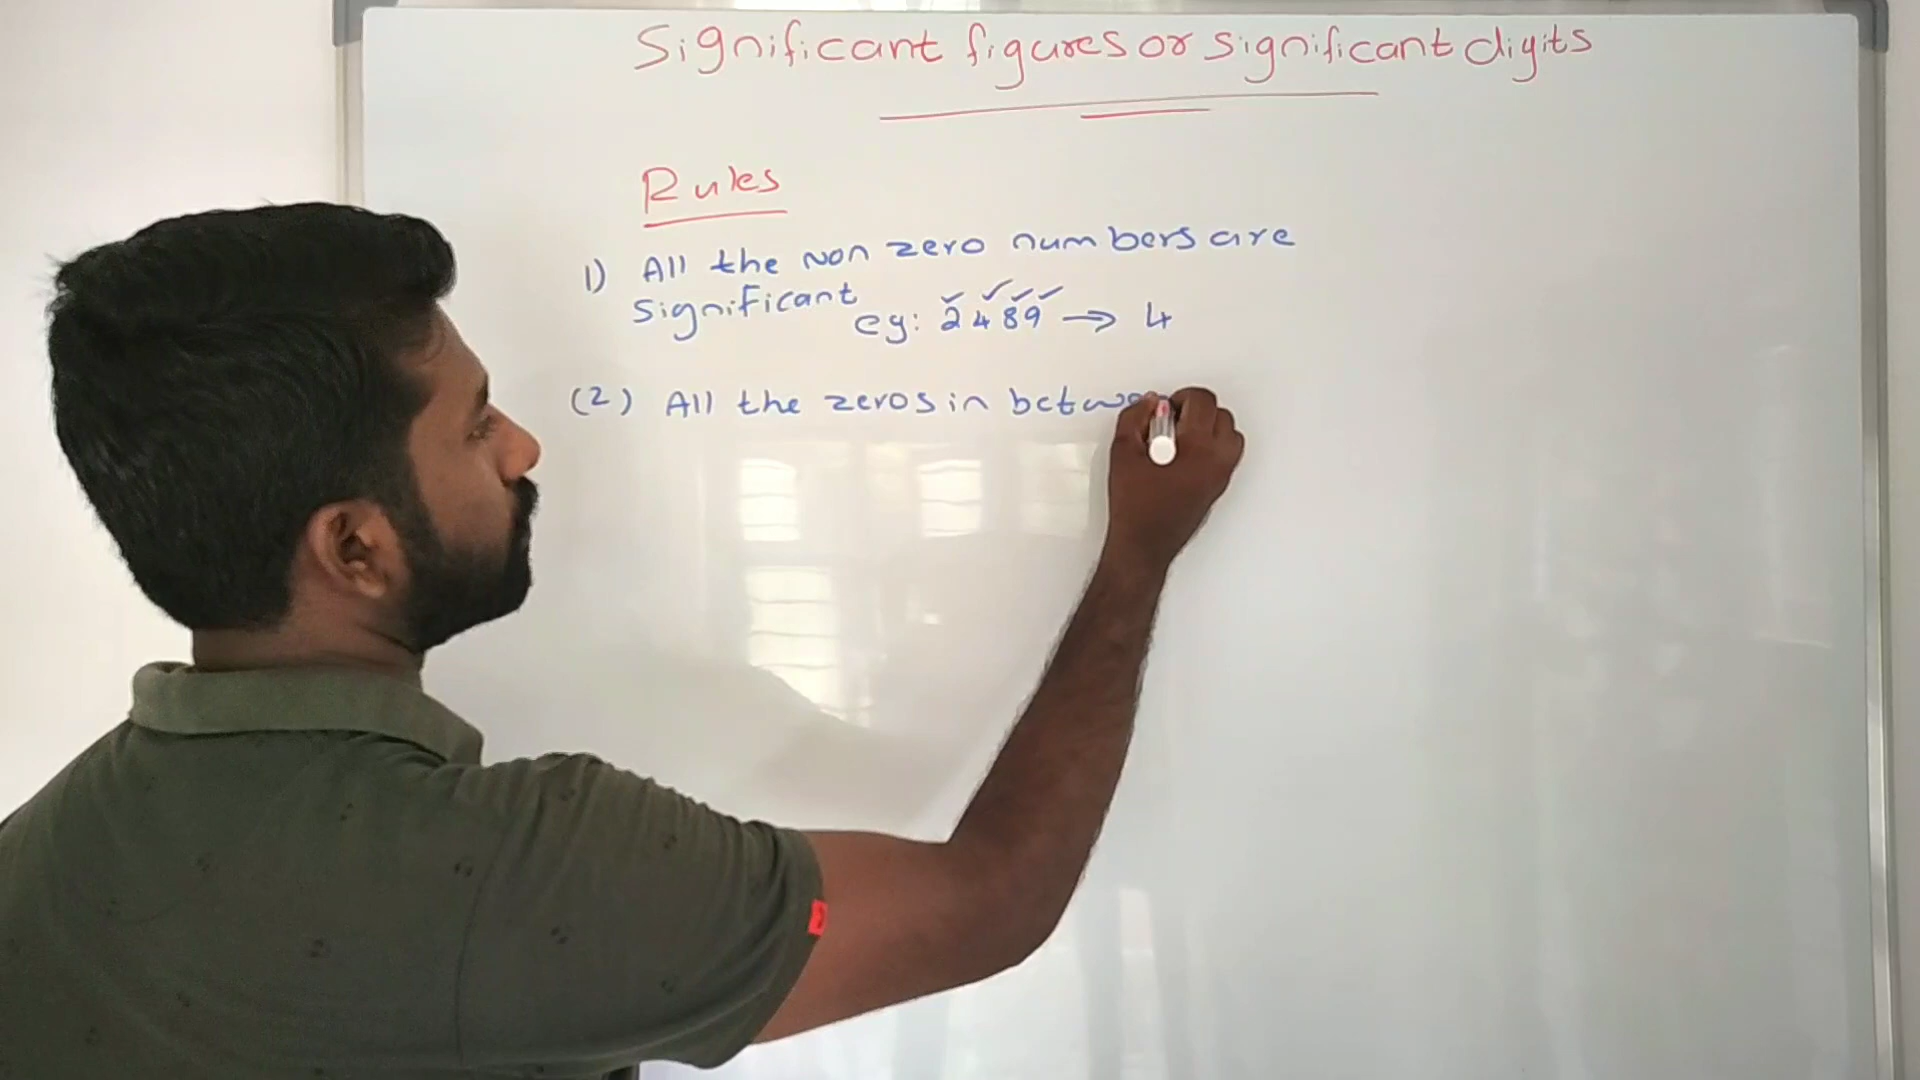 Significant figures or significant digits
Rules
1) All the non zero numbers are
significant eg: 2489 → 4
(2) All the zeros in